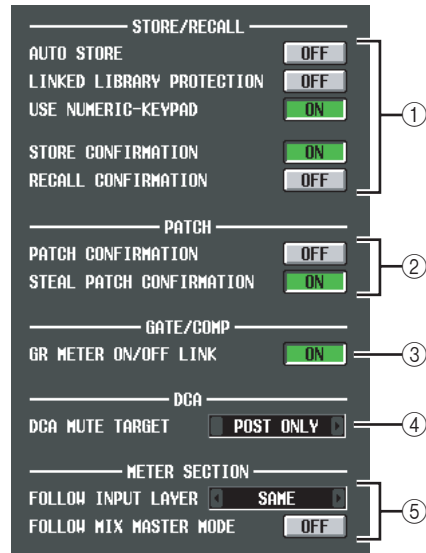 STORE/RECALL
AUTO STORE OFF
LINKED LIBRARY PROTECTION OFF
USE NUMERIC-KEYPAD ON
①
STORE CONFIRMATION ON
RECALL CONFIRMATION OFF
PATCH
PATCH CONFIRMATION OFF
②
STEAL PATCH CONFIRMATION ON
GATE/COMP
GR METER ON/OFF LINK ON ③
DCA
DCA MUTE TARGET POST ONLY ④
METER SECTION
FOLLOW INPUT LAYER SAME
⑤
FOLLOW MIX MASTER MODE OFF